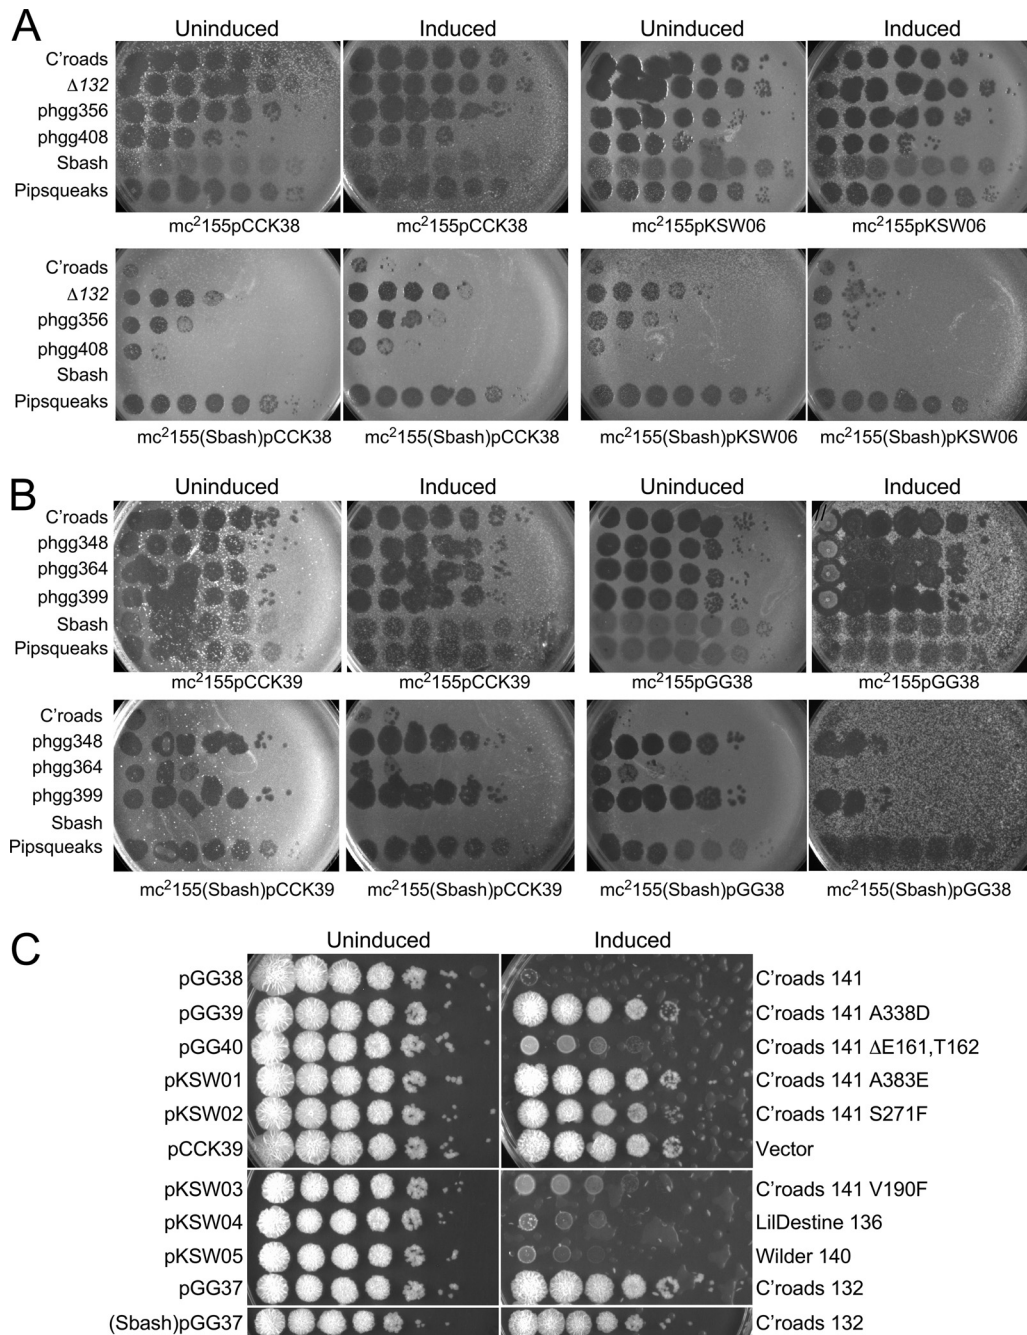 A
Uninduced Induced Uninduced Induced
C'roads
Δ132
phgg356
phgg408
Sbash
Pipsqueaks
mc²155pCCK38 mc²155pCCK38 mc²155pKSW06 mc²155pKSW06
C'roads
Δ132
phgg356
phgg408
Sbash
Pipsqueaks
mc²155(Sbash)pCCK38 mc²155(Sbash)pCCK38 mc²155(Sbash)pKSW06 mc²155(Sbash)pKSW06
B
Uninduced Induced Uninduced Induced
C'roads
phgg348
phgg364
phgg399
Sbash
Pipsqueaks
mc²155pCCK39 mc²155pCCK39 mc²155pGG38 mc²155pGG38
C'roads
phgg348
phgg364
phgg399
Sbash
Pipsqueaks
mc²155(Sbash)pCCK39 mc²155(Sbash)pCCK39 mc²155(Sbash)pGG38 mc²155(Sbash)pGG38
C
Uninduced Induced
pGG38 C'roads 141
pGG39 C'roads 141 A338D
pGG40 C'roads 141 ΔE161,T162
pKSW01 C'roads 141 A383E
pKSW02 C'roads 141 S271F
pCCK39 Vector
pKSW03 C'roads 141 V190F
pKSW04 LilDestine 136
pKSW05 Wilder 140
pGG37 C'roads 132
(Sbash)pGG37 C'roads 132